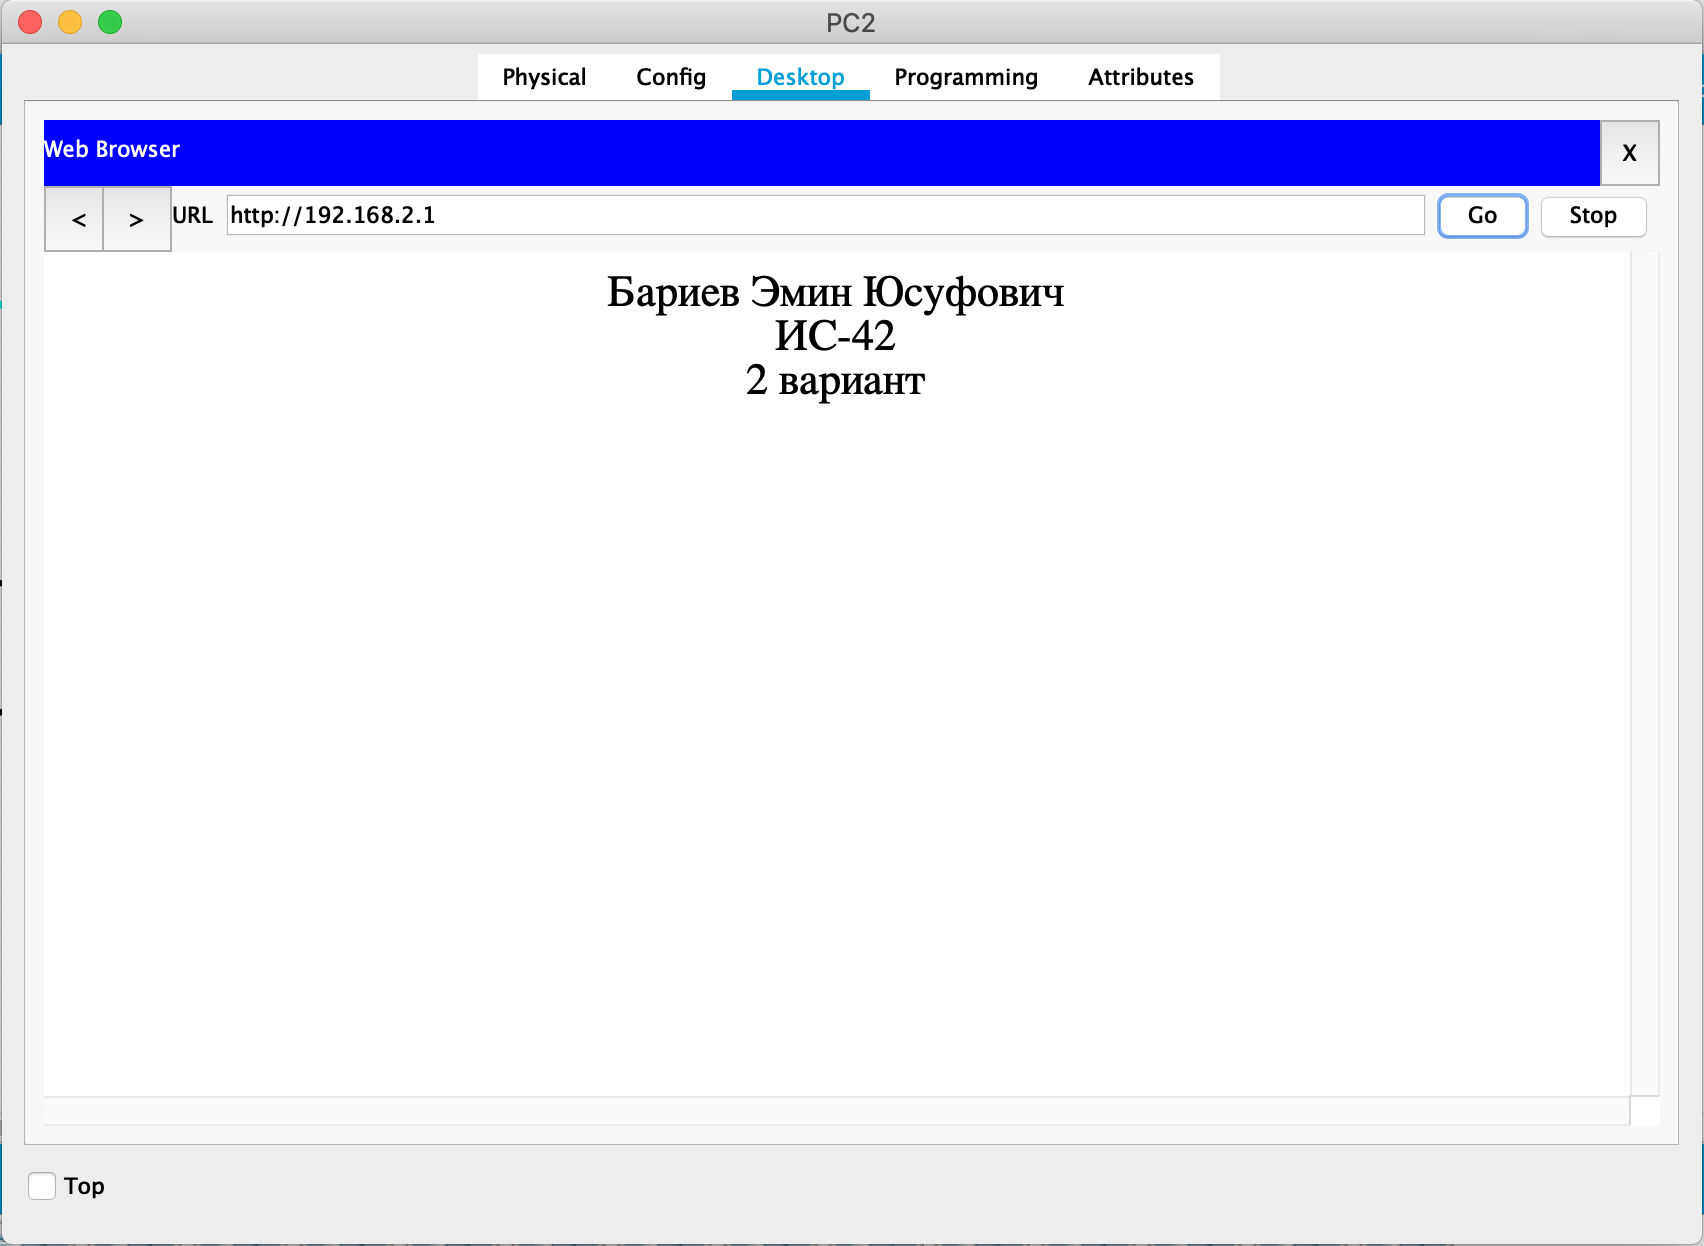 PC2
Physical Config Desktop Programming Attributes
Web Browser X
< > URL http://192.168.2.1 Go Stop
Бариев Эмин Юсуфович
ИС-42
2 вариант
Top